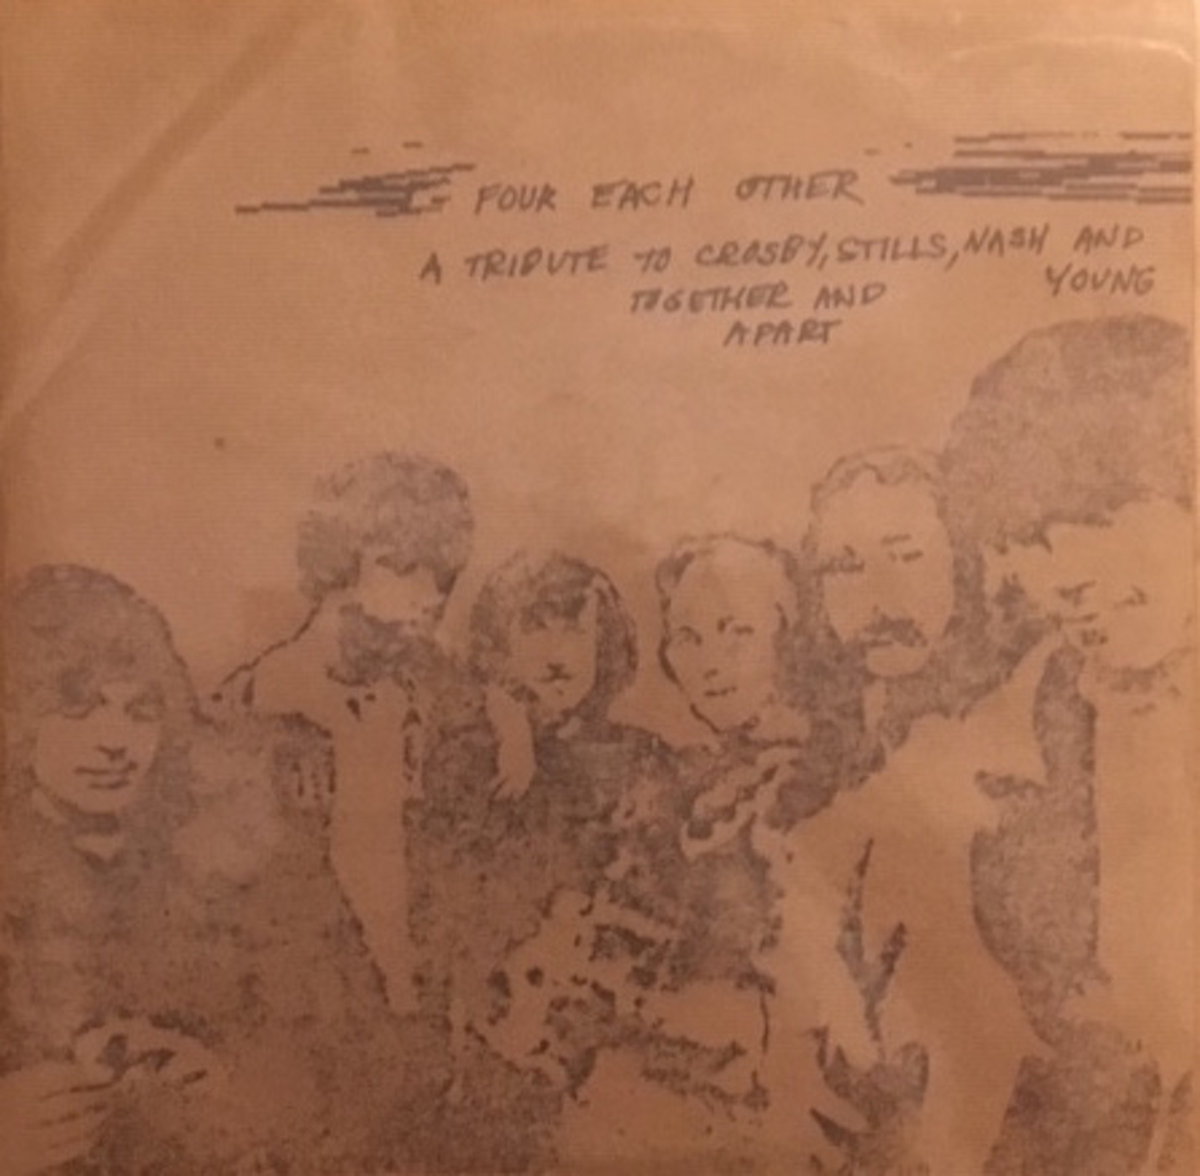 FOUR EACH OTHER
A TRIBUTE TO CROSBY, STILLS, NASH AND YOUNG
TOGETHER AND
APART